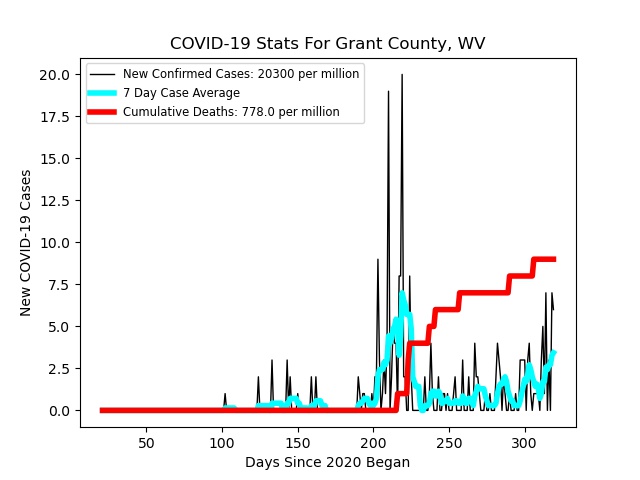 COVID-19 Stats For Grant County, WV
New Confirmed Cases: 20300 per million
7 Day Case Average
Cumulative Deaths: 778.0 per million
New COVID-19 Cases
20.0
17.5
15.0
12.5
10.0
7.5
5.0
2.5
0.0
50 100 150 200 250 300
Days Since 2020 Began